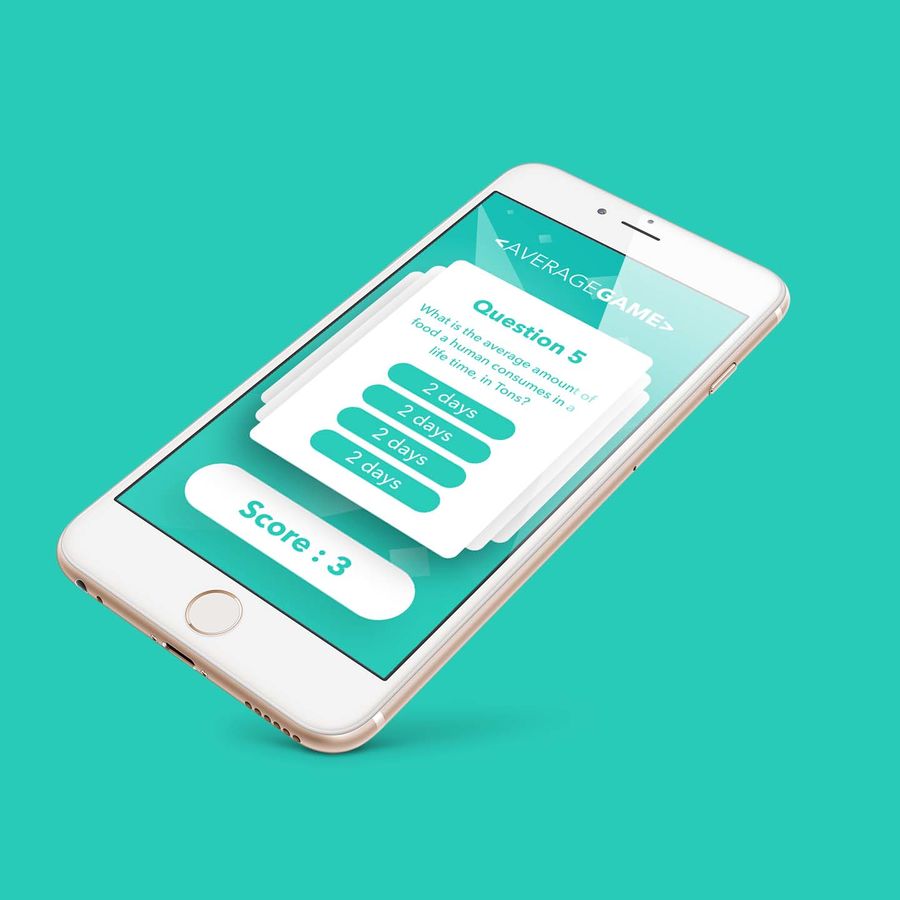 <AVERAGEGAME>
Question 5
What is the average amount of
food a human consumes in a
life time, in Tons?
2 days
2 days
2 days
2 days
Score : 3